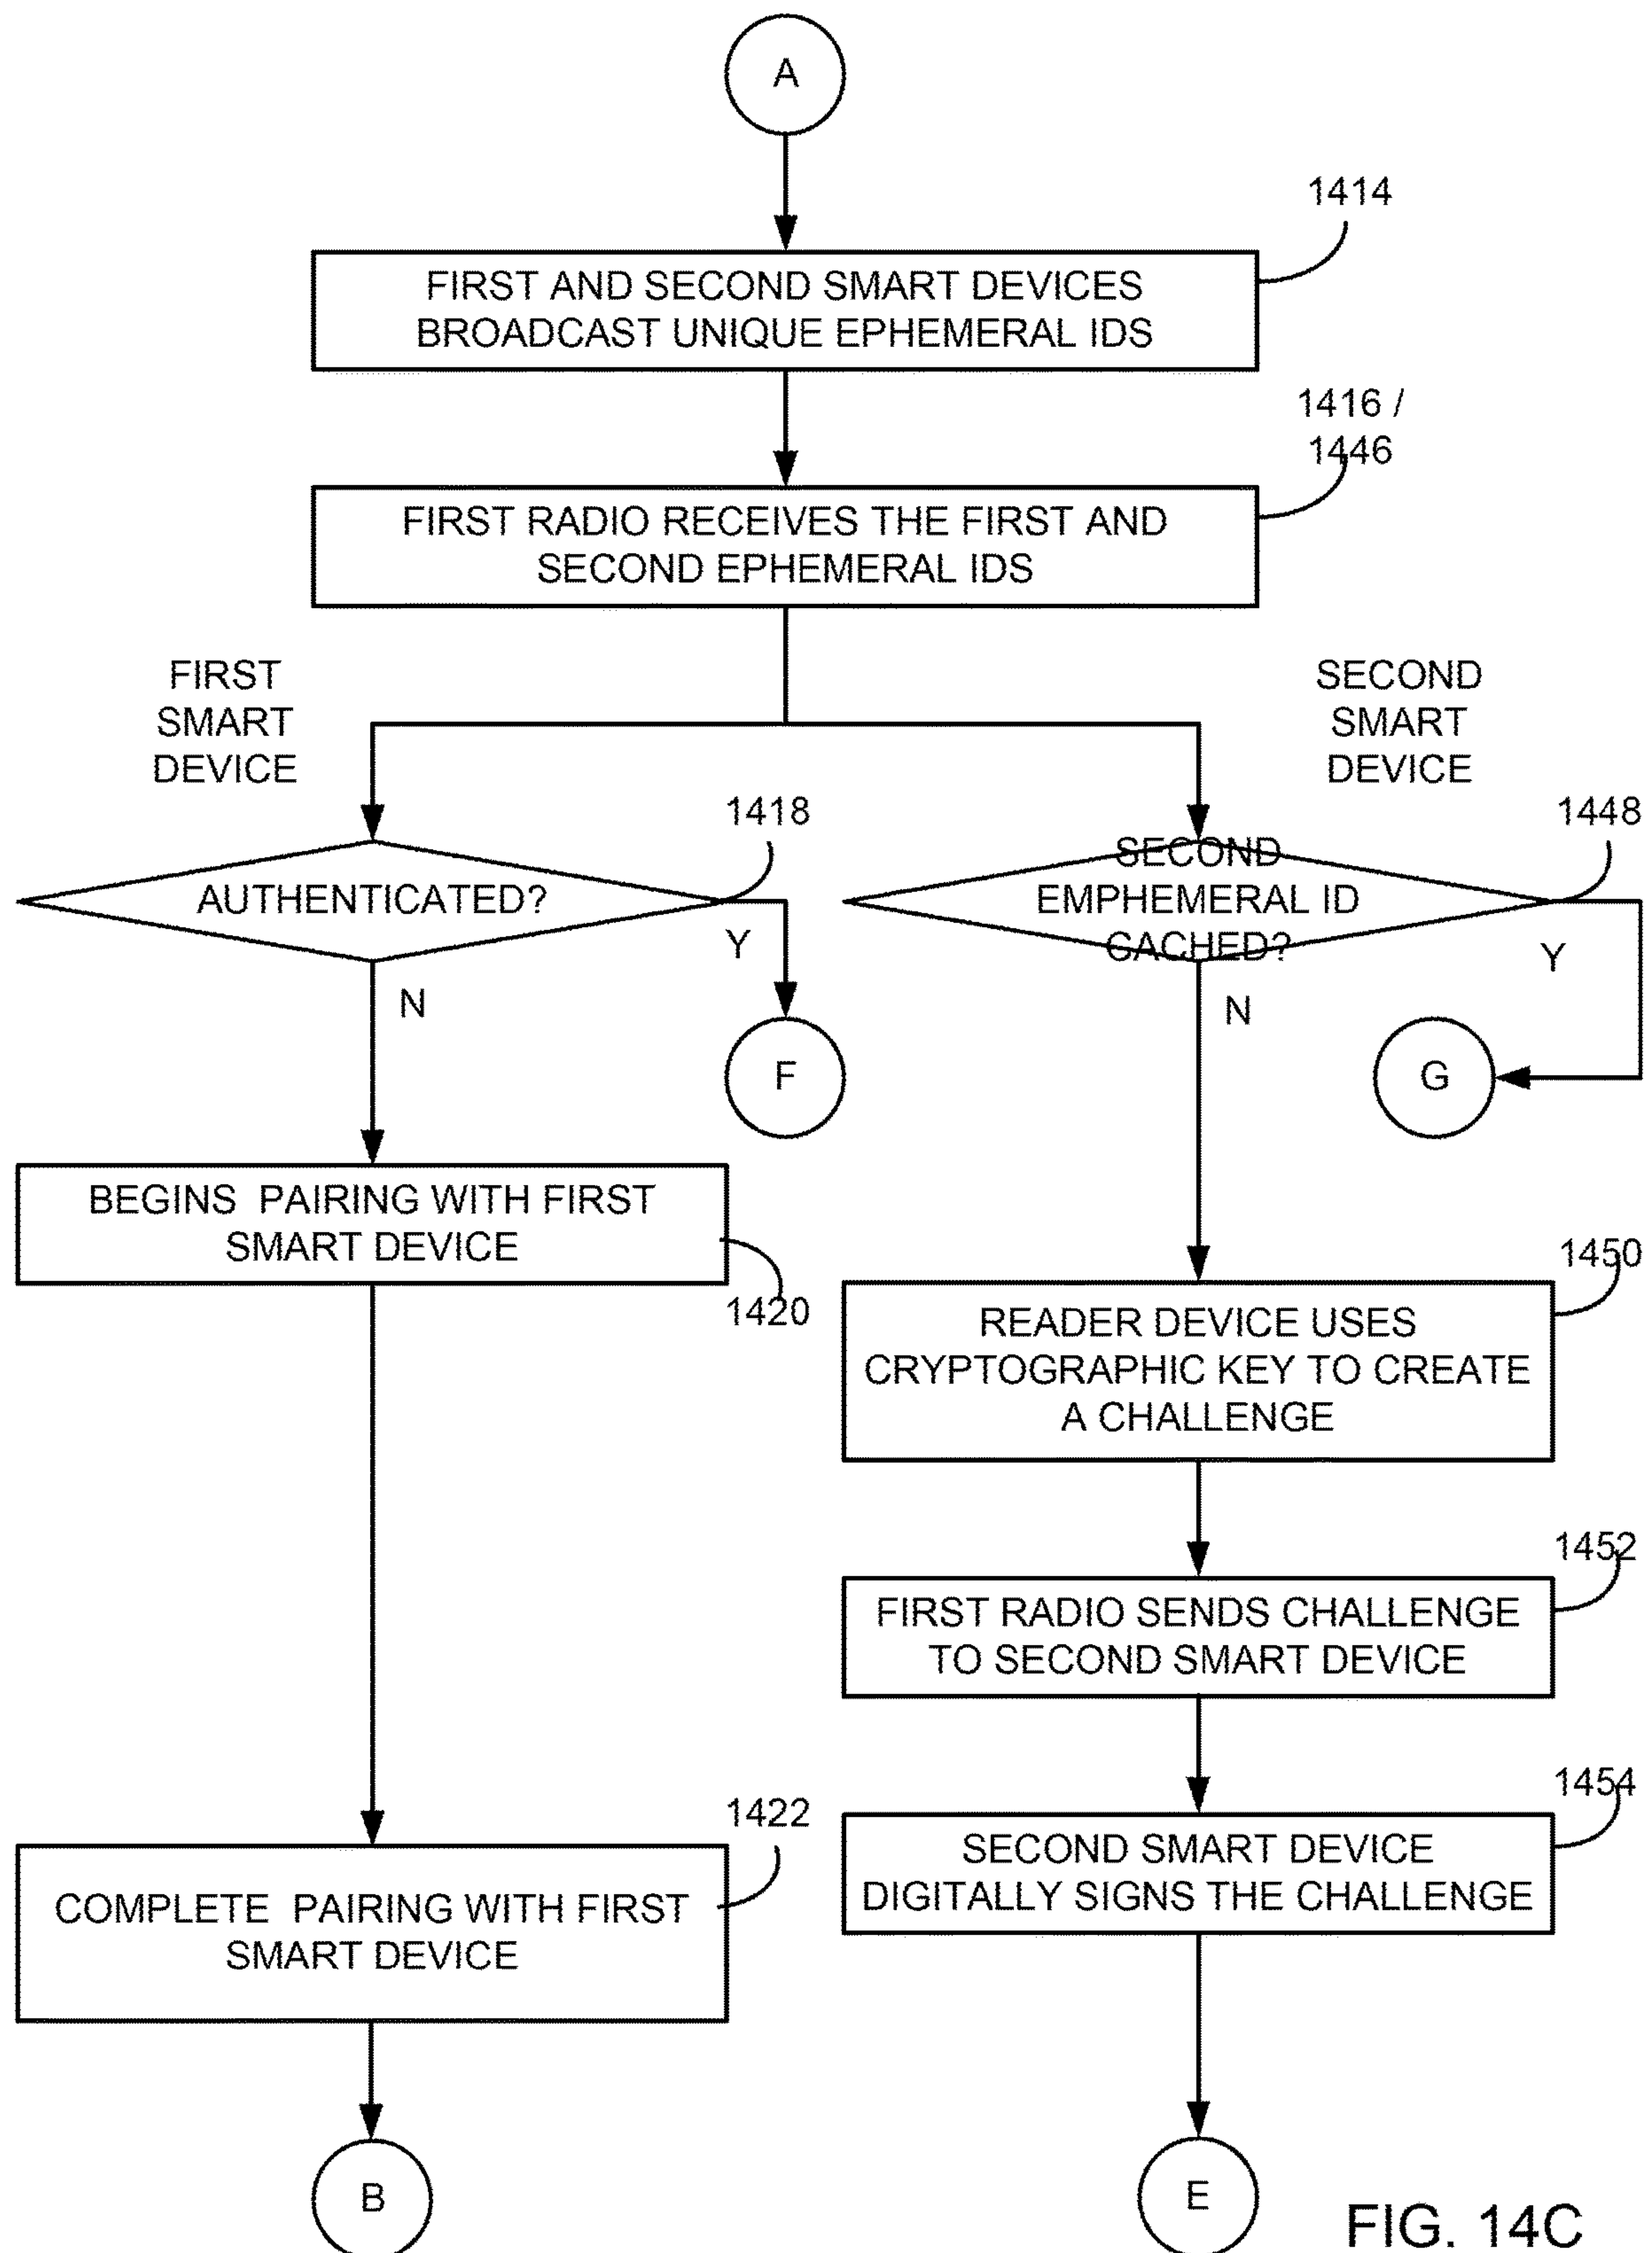 A
1414
FIRST AND SECOND SMART DEVICES
BROADCAST UNIQUE EPHEMERAL IDS
1416 /
1446
FIRST RADIO RECEIVES THE FIRST AND
SECOND EPHEMERAL IDS
FIRST
SMART
DEVICE
SECOND
SMART
DEVICE
1418
AUTHENTICATED?
Y
N
F
1448
SECOND
EMPHEMERAL ID
CACHED?
Y
N
G
BEGINS PAIRING WITH FIRST
SMART DEVICE
1420
1450
READER DEVICE USES
CRYPTOGRAPHIC KEY TO CREATE
A CHALLENGE
1452
FIRST RADIO SENDS CHALLENGE
TO SECOND SMART DEVICE
1454
SECOND SMART DEVICE
DIGITALLY SIGNS THE CHALLENGE
1422
COMPLETE PAIRING WITH FIRST
SMART DEVICE
B
E
FIG. 14C